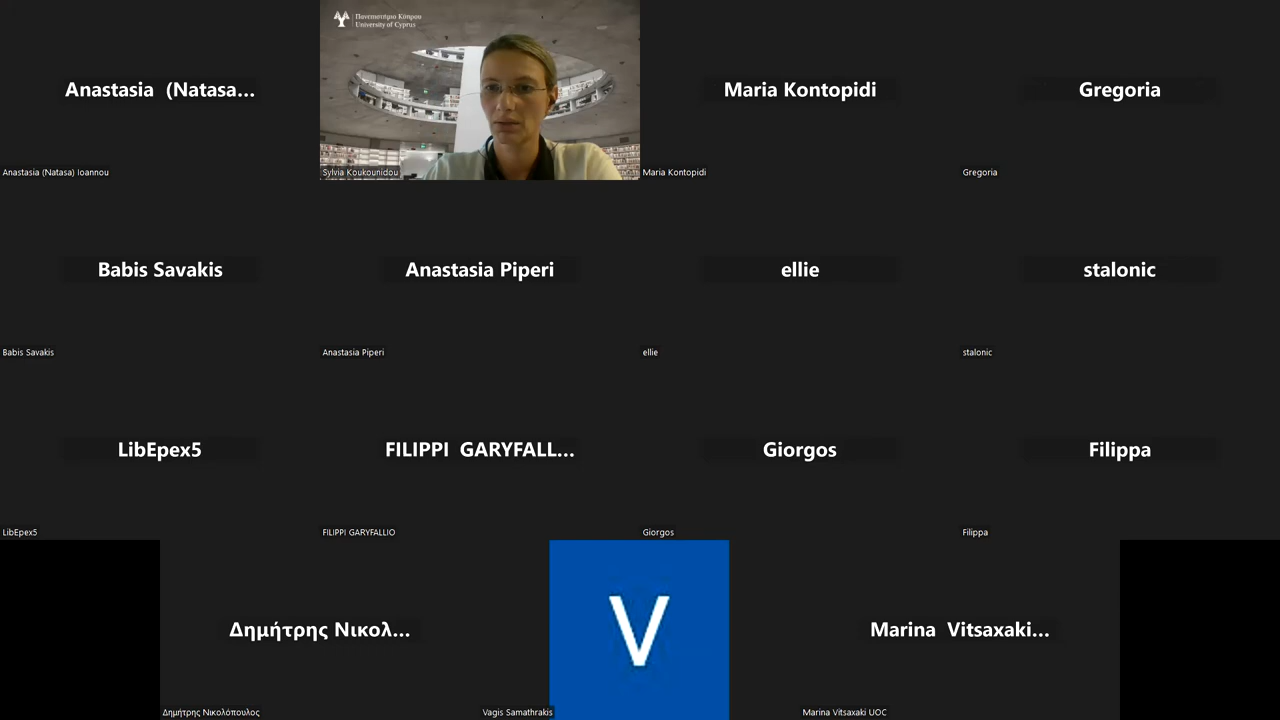 Πανεπιστήμιο Κύπρου
University of Cyprus
Anastasia (Natasa...
Maria Kontopidi
Gregoria
Anastasia (Natasa) Ioannou
Sylvia Koukounidou
Maria Kontopidi
Gregoria
Babis Savakis
Anastasia Piperi
ellie
stalonic
Babis Savakis
Anastasia Piperi
ellie
stalonic
LibEpex5
FILIPPI GARYFALL...
Giorgos
Filippa
LibEpex5
FILIPPI GARYFALLIO
Giorgos
Filippa
Δημήτρης Νικολ...
V
Marina Vitsaxaki...
Δημήτρης Νικολόπουλος
Vagis Samathrakis
Marina Vitsaxaki UOC